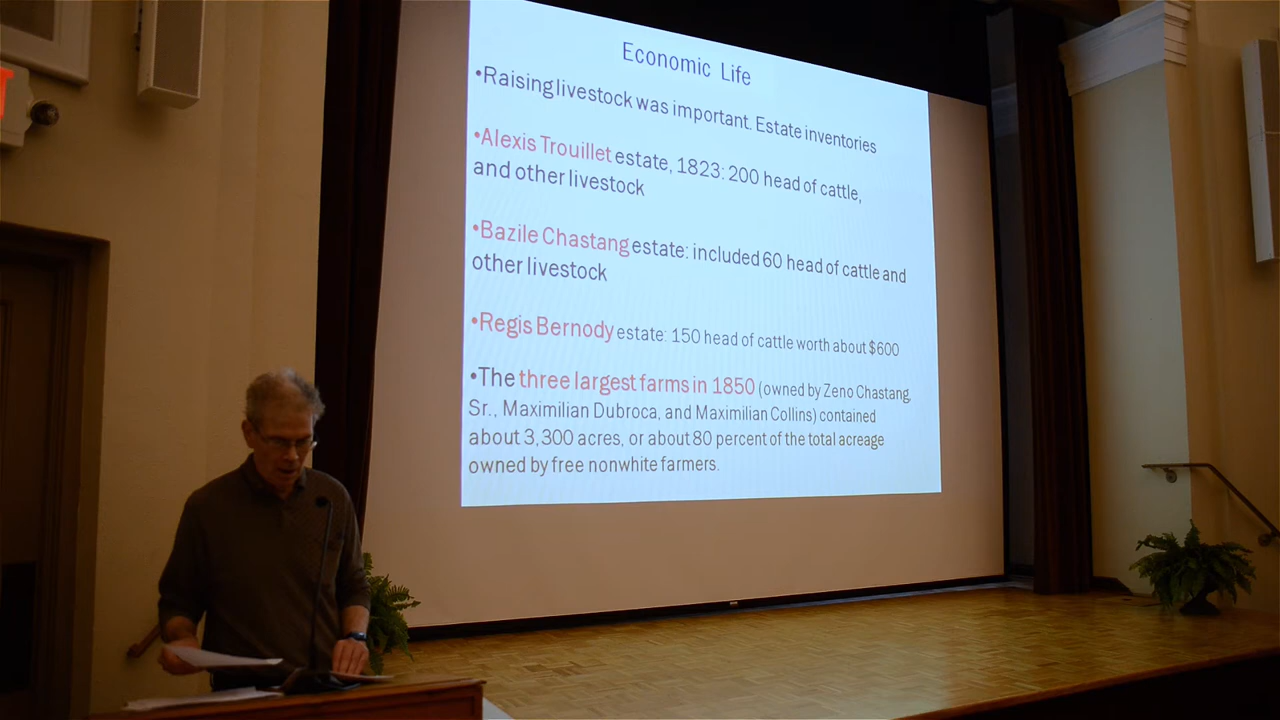 Economic Life
•Raising livestock was important. Estate inventories
•Alexis Trouillet estate, 1823: 200 head of cattle,
and other livestock
•Bazile Chastang estate: included 60 head of cattle and
other livestock
•Regis Bernody estate: 150 head of cattle worth about $600
•The three largest farms in 1850 (owned by Zeno Chastang,
Sr., Maximilian Dubroca, and Maximilian Collins) contained
about 3,300 acres, or about 80 percent of the total acreage
owned by free nonwhite farmers.